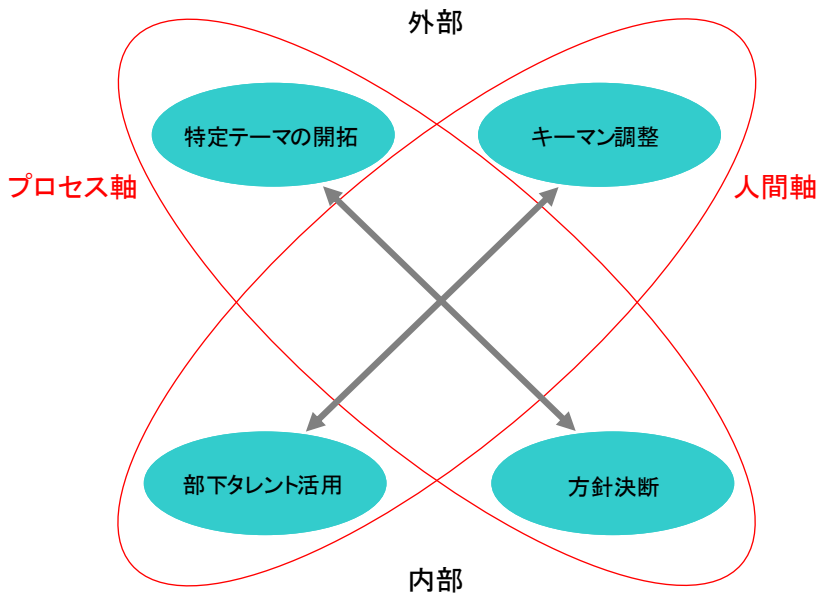 外部
特定テーマの開拓
キーマン調整
プロセス軸
人間軸
部下タレント活用
方針決断
内部